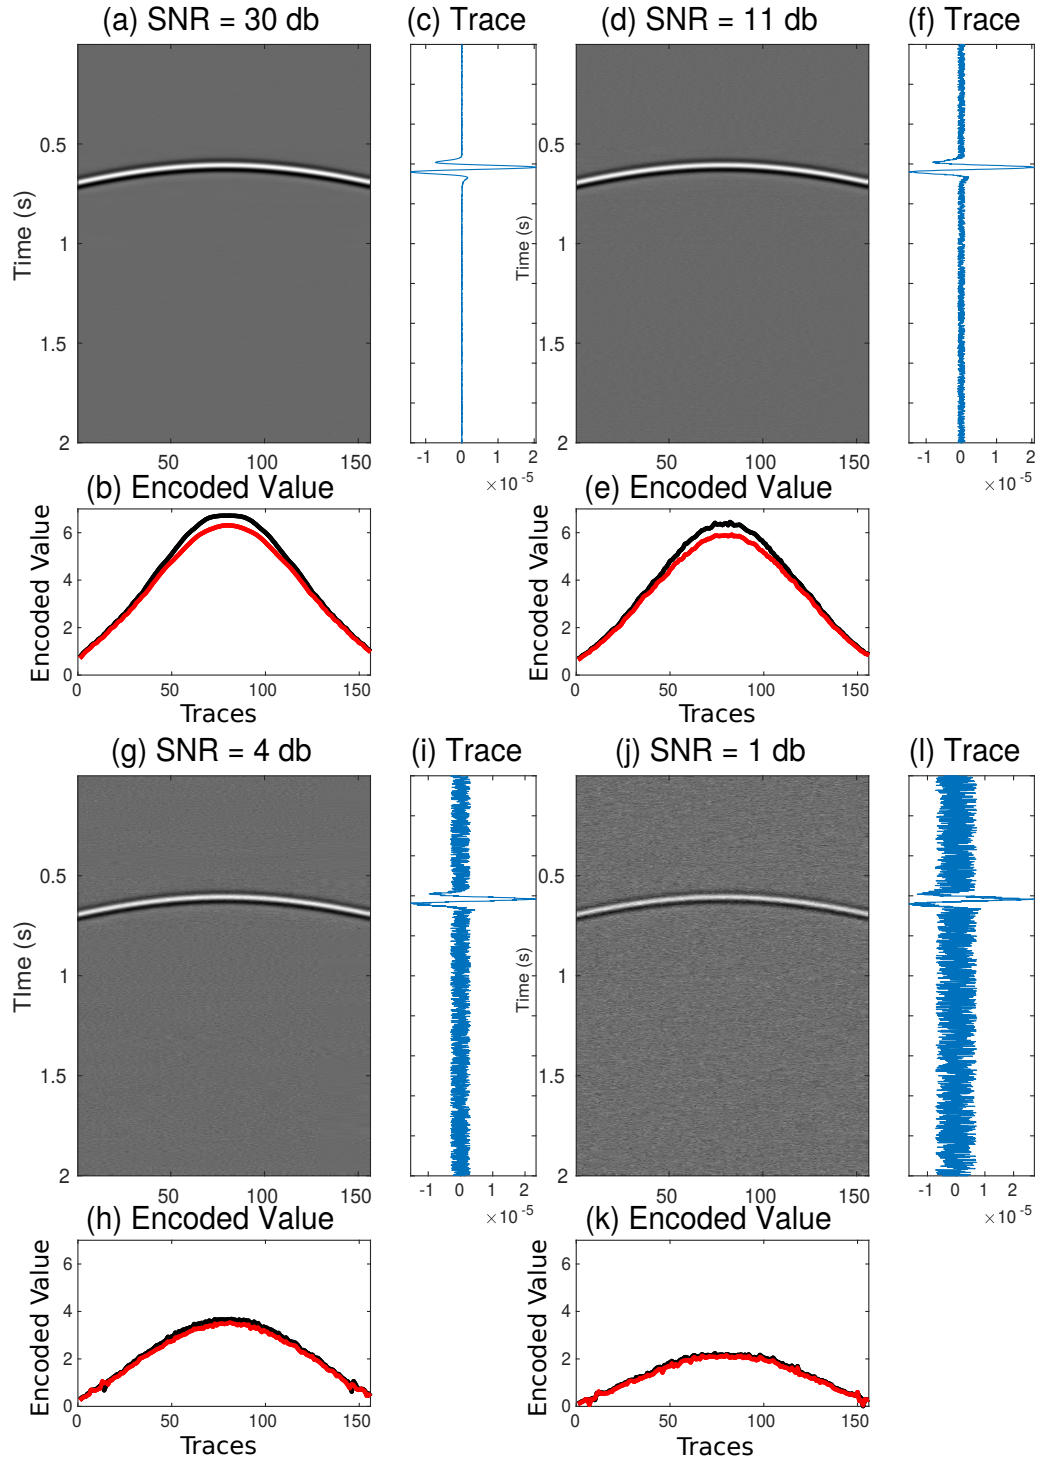 (a) SNR = 30 db
(c) Trace
(d) SNR = 11 db
(f) Trace
0.5
1
1.5
2
Time (s)
50 100 150
-1 0 1 2
×10-5
0.5
1
1.5
2
Time (s)
50 100 150
-1 0 1 2
×10-5
(b) Encoded Value
6
4
2
0
Encoded Value
0 50 100 150
Traces
(e) Encoded Value
6
4
2
0
Encoded Value
0 50 100 150
Traces
(g) SNR = 4 db
(i) Trace
(j) SNR = 1 db
(l) Trace
0.5
1
1.5
2
TIme (s)
50 100 150
-1 0 1 2
×10-5
0.5
1
1.5
2
Time (s)
50 100 150
-1 0 1 2
×10-5
(h) Encoded Value
6
4
2
0
Encoded Value
0 50 100 150
Traces
(k) Encoded Value
6
4
2
0
Encoded Value
0 50 100 150
Traces